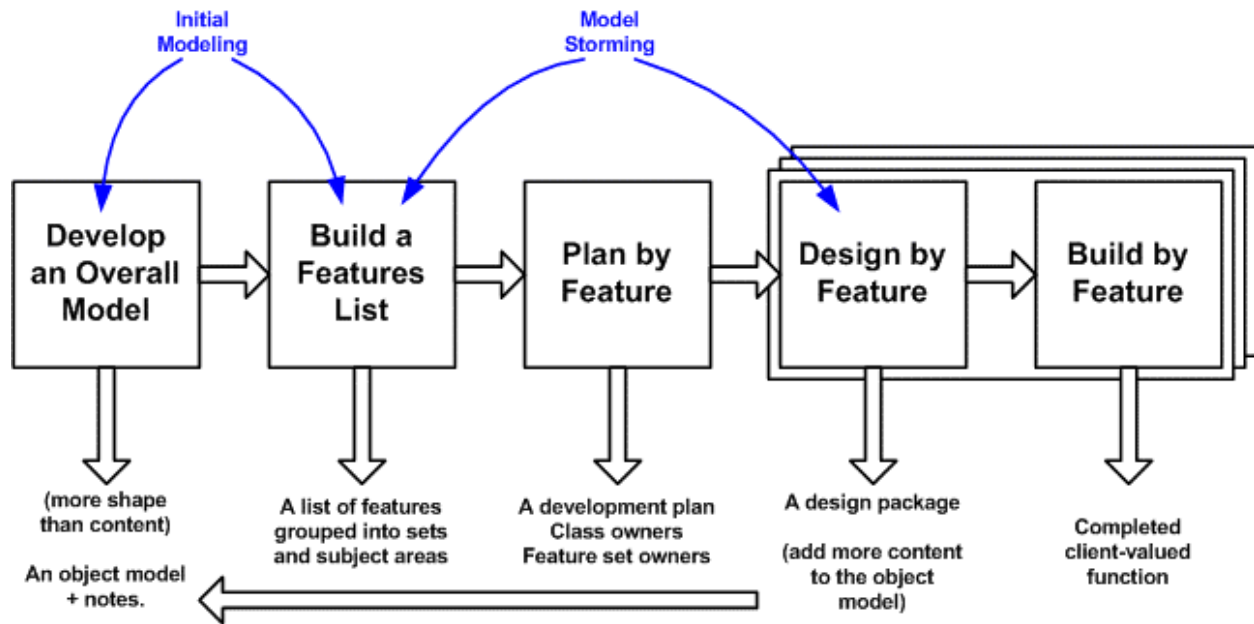 Initial
Modeling
Model
Storming
Develop
an Overall
Model
Build a
Features
List
Plan by
Feature
Design by
Feature
Build by
Feature
(more shape
than content)
An object model
+ notes.
A list of features
grouped into sets
and subject areas
A development plan
Class owners
Feature set owners
A design package
(add more content
to the object
model)
Completed
client-valued
function